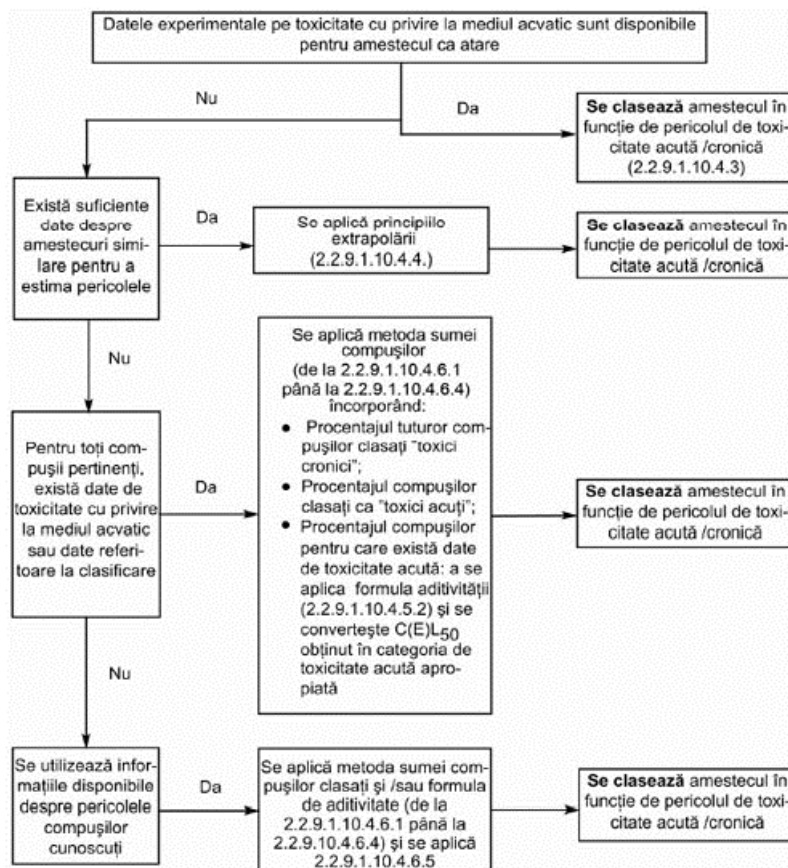 Datele experimentale pe toxicitate cu privire la mediul acvatic sunt disponibile
pentru amestecul ca atare
Nu
Da
Se clasează amestecul în
funcție de pericolul de toxi-
citate acută /cronică
(2.2.9.1.10.4.3)
Există suficiente
date despre
amestecuri simi-
lare pentru a
estima pericolele
Da
Se aplică principiile
extrapolării
(2.2.9.1.10.4.4.)
Se clasează amestecul în
funcție de pericolul de toxi-
citate acută /cronică
Nu
Se aplică metoda sumei
compușilor
(de la 2.2.9.1.10.4.6.1
până la 2.2.9.1.10.4.6.4)
încorporând:
● Procentajul tuturor com-
pușilor clasați "toxici
cronici";
● Procentajul compușilor
clasați ca "toxici acuți";
● Procentajul compușilor
pentru care există date
de toxicitate acută: a se
aplica formula aditivității
(2.2.9.1.10.4.5.2) și se
convertește C(E)L50
obținut în categoria de
toxicitate acută apro-
piată
Pentru toți com-
pușii pertinenți,
există date de
toxicitate cu privire
la mediul acvatic
sau date referi-
toare la clasificare
Da
Se clasează amestecul în
funcție de pericolul de toxi-
citate acută /cronică
Nu
Se utilizează infor-
mațiile disponibile
despre pericolele
compușilor
cunoscuți
Da
Se aplică metoda sumei com-
pușilor clasați și /sau formula
de aditivitate (de la
2.2.9.1.10.4.6.1 până la
2.2.9.10.4.6.4) și se aplică
2.2.9.1.10.4.6.5
Se clasează amestecul în
funcție de pericolul de toxi-
citate acută /cronică